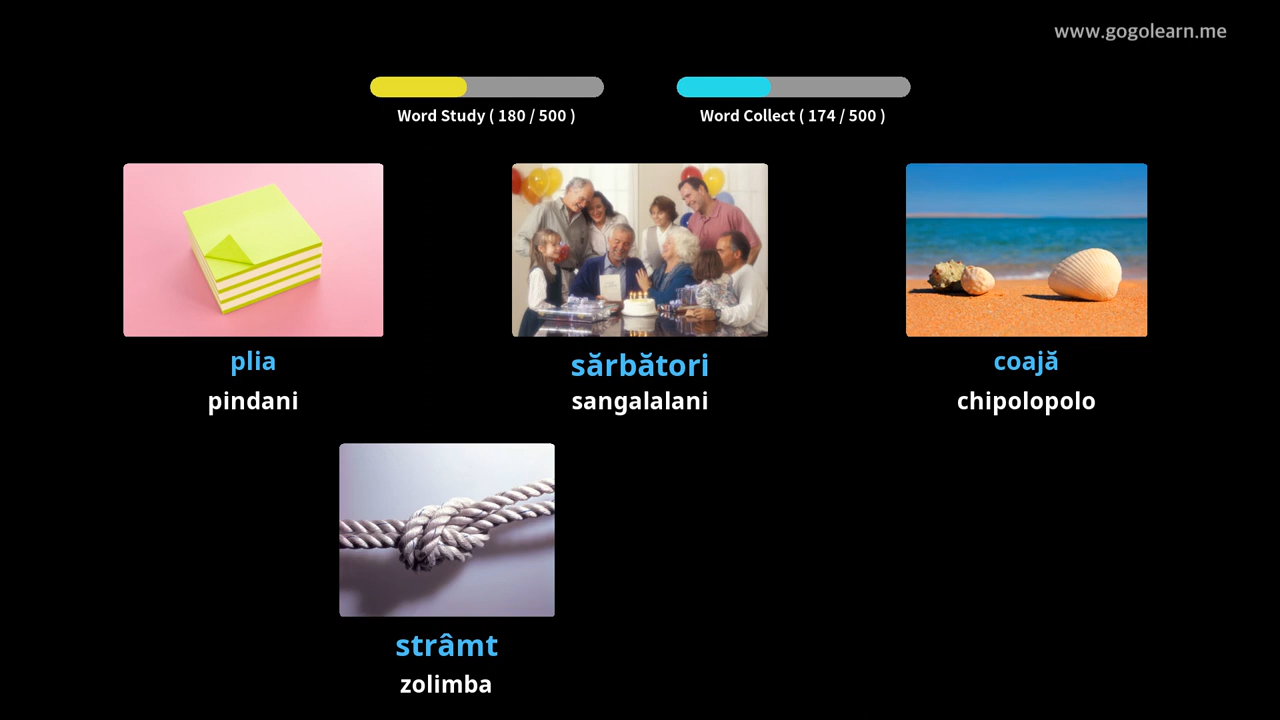 www.gogolearn.me
Word Study ( 180 / 500 )
Word Collect ( 174 / 500 )
plia
pindani
sărbători
sangalalani
coajă
chipolopolo
strâmt
zolimba